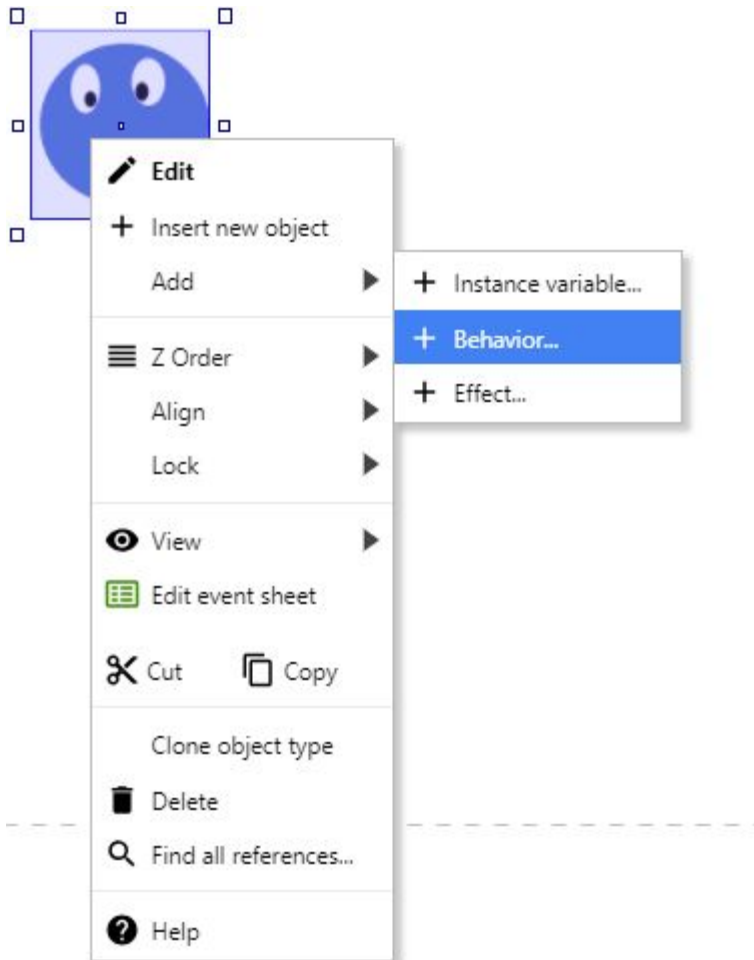 Edit
Insert new object
Add
Instance variable...
Behavior...
Effect...
Z Order
Align
Lock
View
Edit event sheet
Cut Copy
Clone object type
Delete
Find all references...
Help